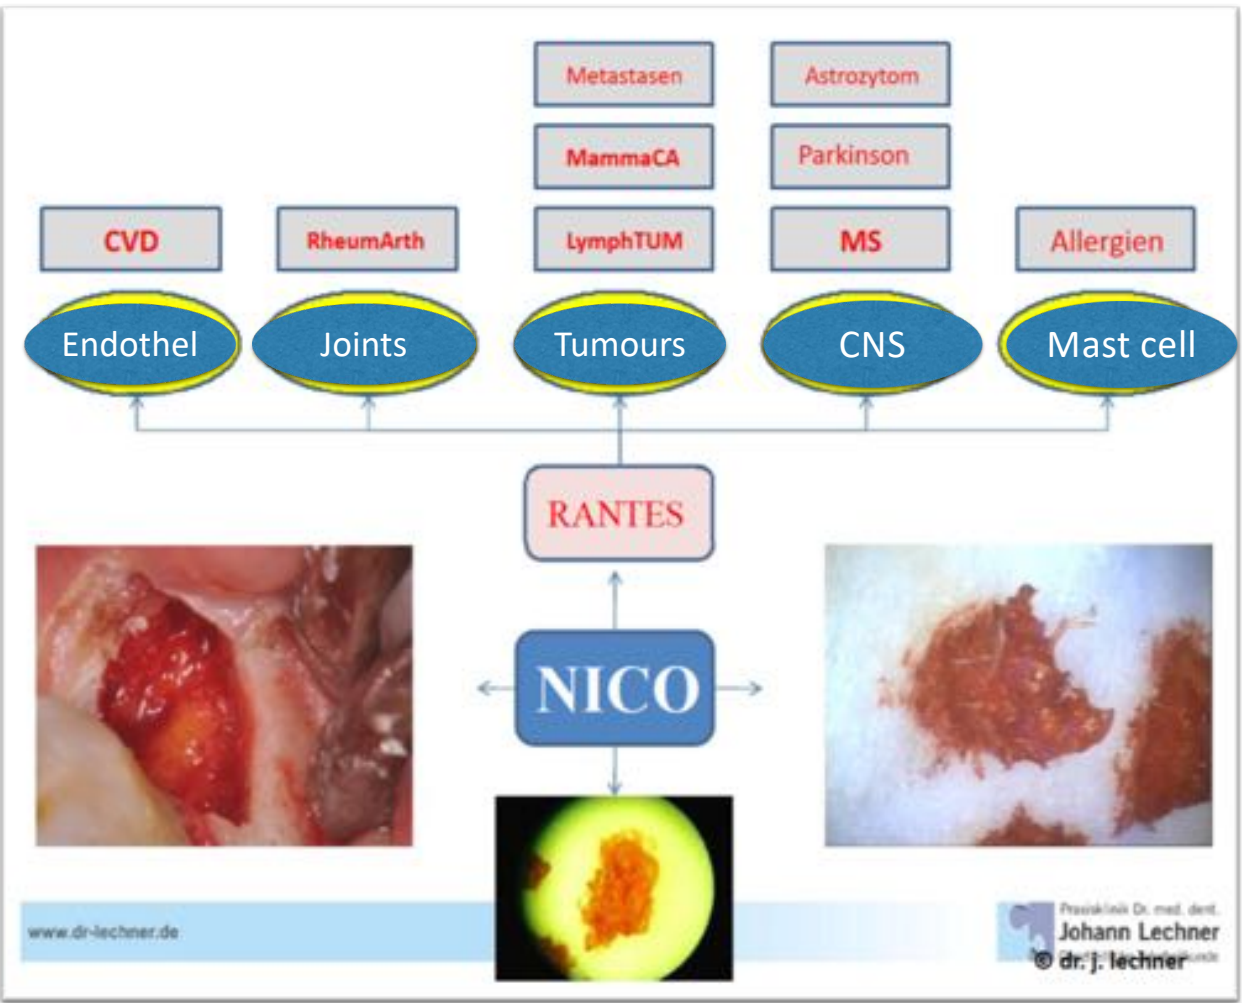 Metastasen
Astrozytom
MammaCA
Parkinson
CVD
RheumArth
LymphTUM
MS
Allergien
Endothel
Joints
Tumours
CNS
Mast cell
RANTES
NICO
www.dr-lechner.de
Praxisklinik Dr. med. dent.
Johann Lechner
© dr. j. lechner